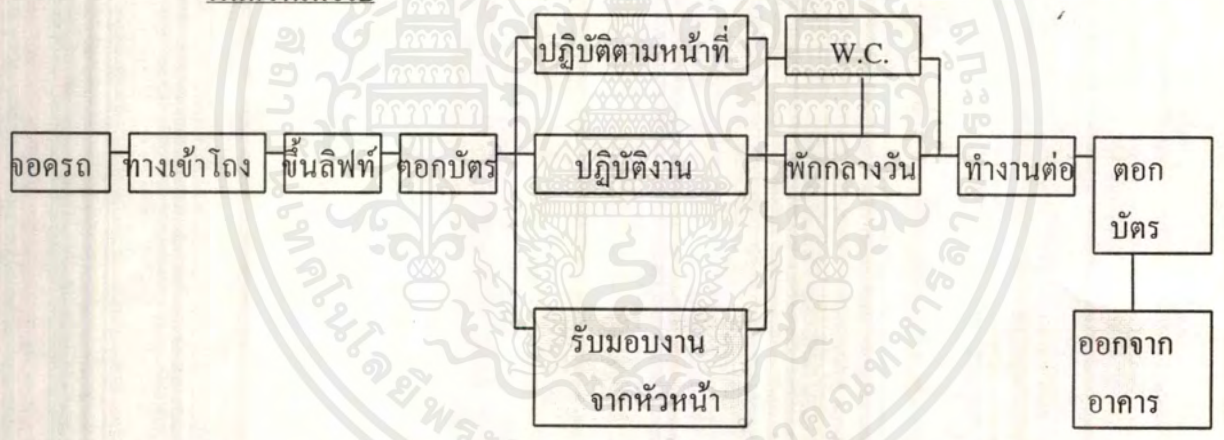 ปฏิบัติตามหน้าที่
W.C.
จอดรถ
ทางเข้าโถง
ขึ้นลิฟท์
ตอกบัตร
ปฏิบัติงาน
พักกลางวัน
ทำงานต่อ
ตอก
บัตร
รับมอบงาน
จากหัวหน้า
ออกจาก
อาคาร